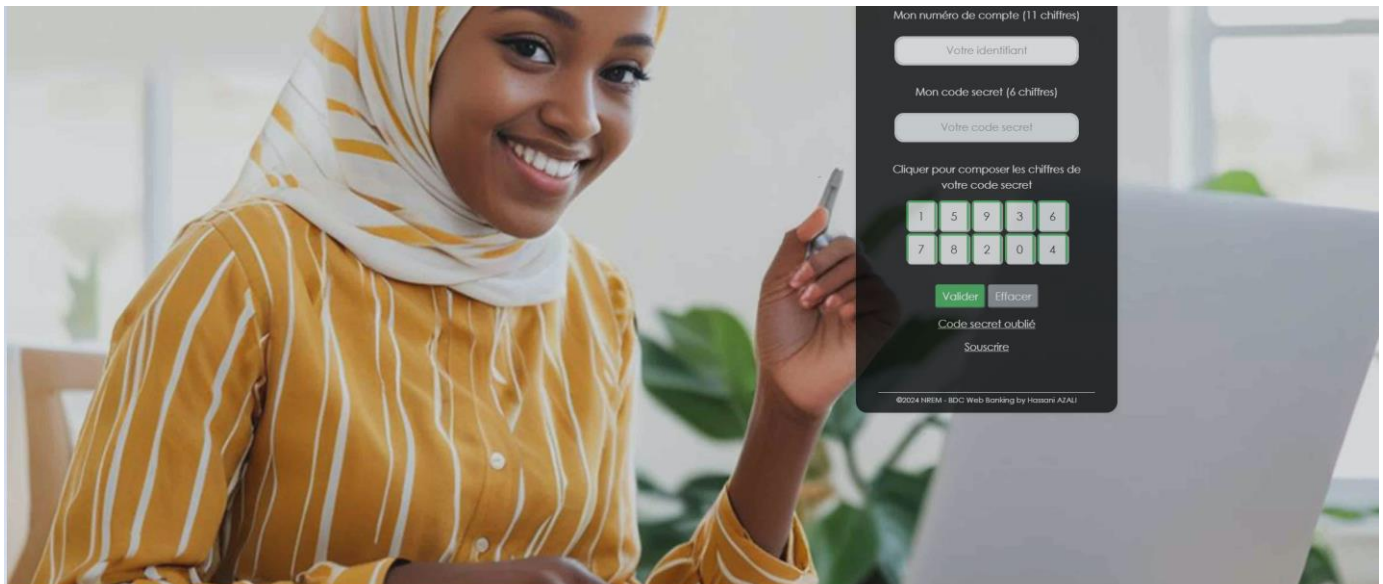 Mon numéro de compte (11 chiffres)
Votre identifiant
Mon code secret (6 chiffres)
Votre code secret
Cliquer pour composer les chiffres de
votre code secret
1 5 9 3 6
7 8 2 0 4
Valider Effacer
Code secret oublié
Souscrire
©2024 NREM - BDC Web Banking by Hassani AZALI